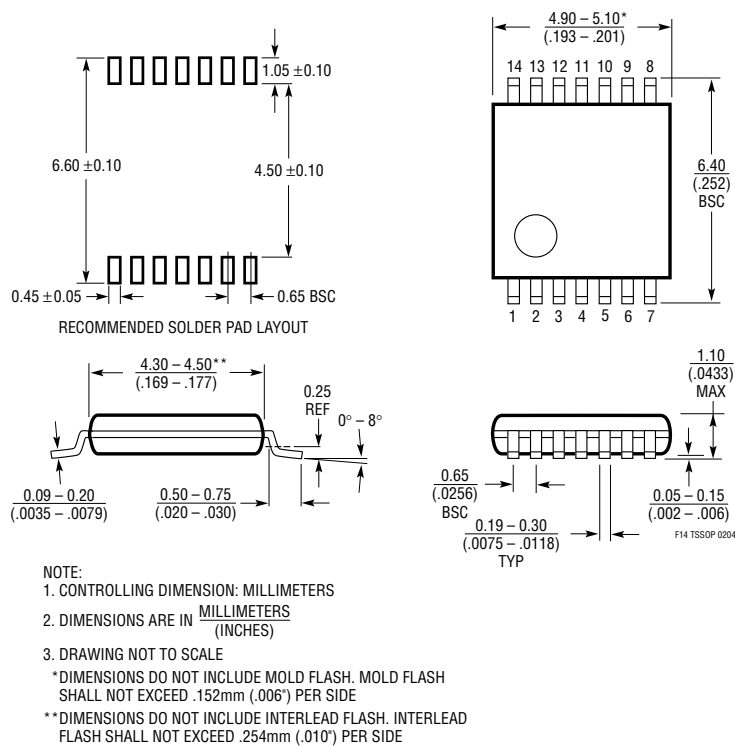 1.05 ±0.10
6.60 ±0.10
4.50 ±0.10
0.45 ±0.05
0.65 BSC
RECOMMENDED SOLDER PAD LAYOUT
4.90 – 5.10*
(.193 – .201)
14 13 12 11 10 9 8
6.40
(.252)
BSC
1 2 3 4 5 6 7
4.30 – 4.50**
(.169 – .177)
0.25
REF
0° – 8°
0.09 – 0.20
(.0035 – .0079)
0.50 – 0.75
(.020 – .030)
1.10
(.0433)
MAX
0.65
(.0256)
BSC
0.19 – 0.30
(.0075 – .0118)
TYP
0.05 – 0.15
(.002 – .006)
F14 TSSOP 0204
NOTE:
1. CONTROLLING DIMENSION: MILLIMETERS
2. DIMENSIONS ARE IN MILLIMETERS
(INCHES)
3. DRAWING NOT TO SCALE
*DIMENSIONS DO NOT INCLUDE MOLD FLASH. MOLD FLASH
SHALL NOT EXCEED .152mm (.006") PER SIDE
**DIMENSIONS DO NOT INCLUDE INTERLEAD FLASH. INTERLEAD
FLASH SHALL NOT EXCEED .254mm (.010") PER SIDE